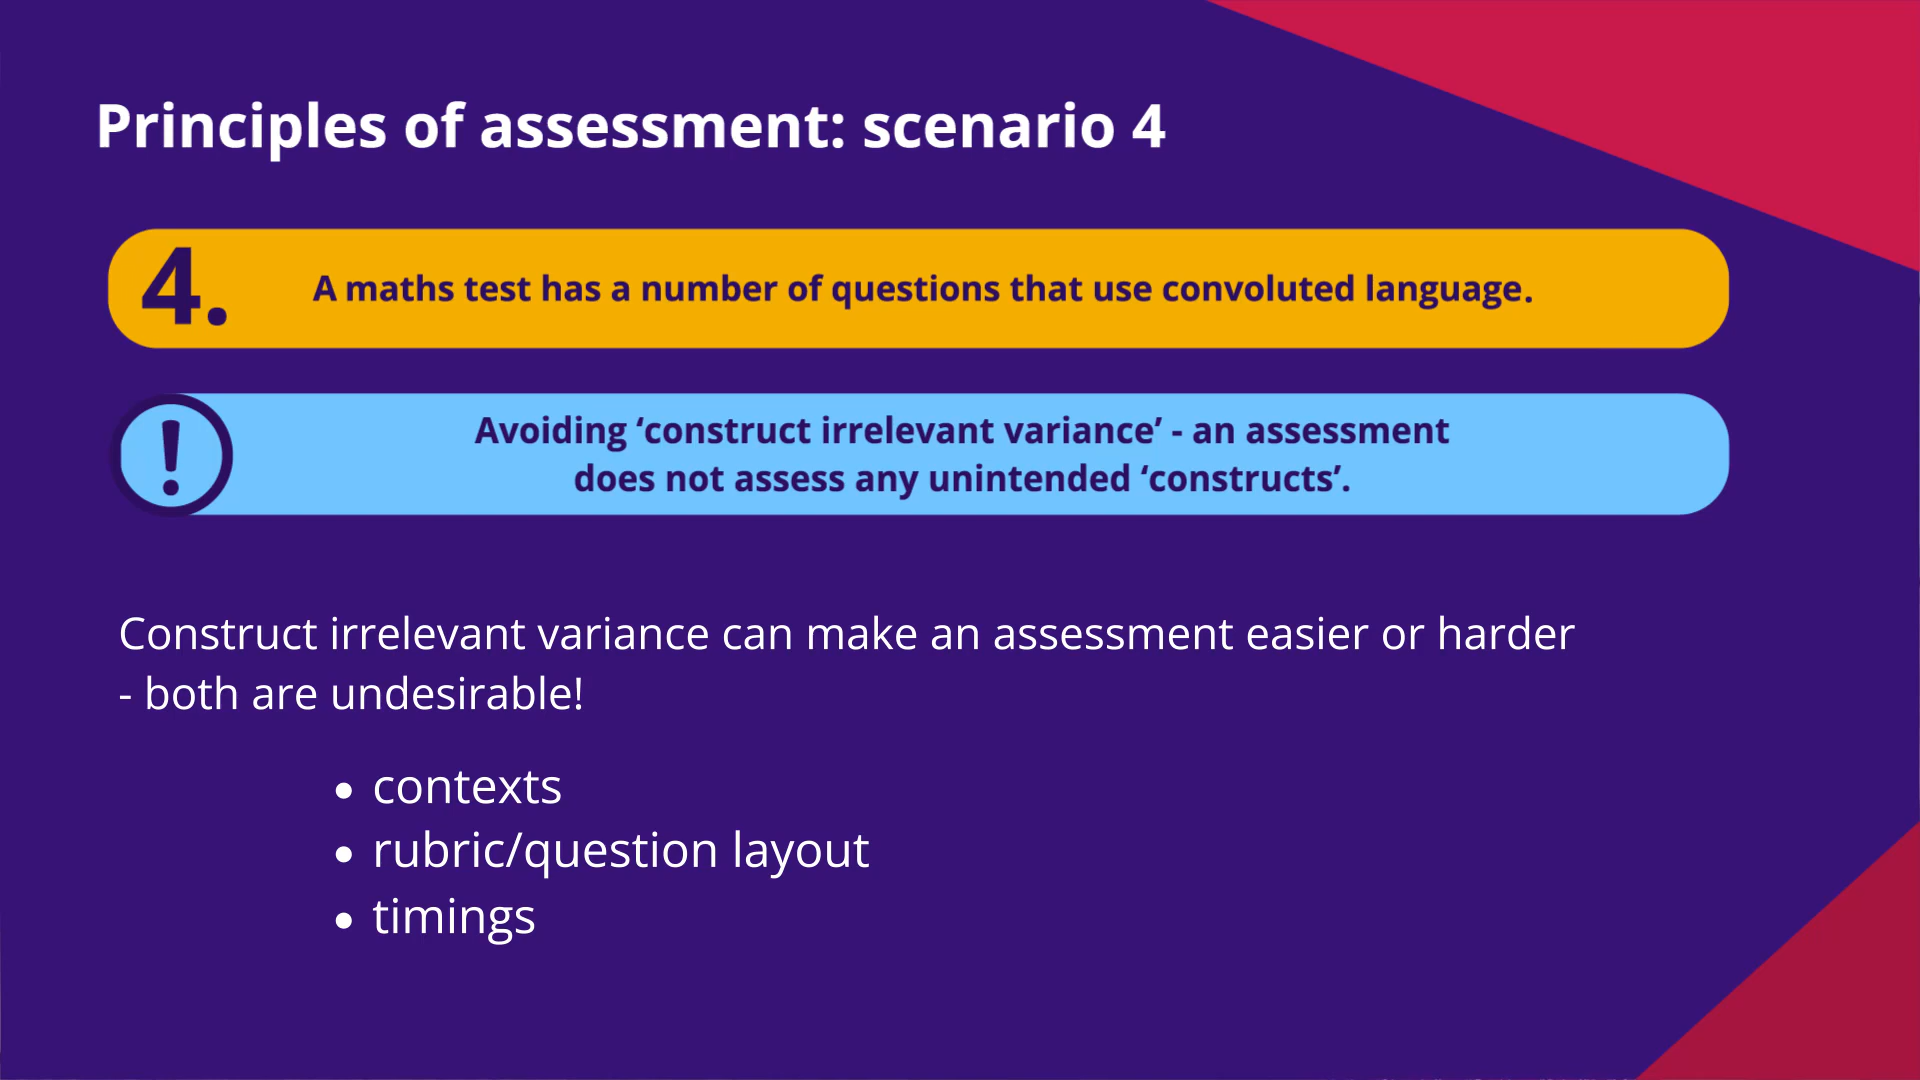 Principles of assessment: scenario 4
4. A maths test has a number of questions that use convoluted language.
! Avoiding ‘construct irrelevant variance’ - an assessment
does not assess any unintended ‘constructs’.
Construct irrelevant variance can make an assessment easier or harder
- both are undesirable!
• contexts
• rubric/question layout
• timings